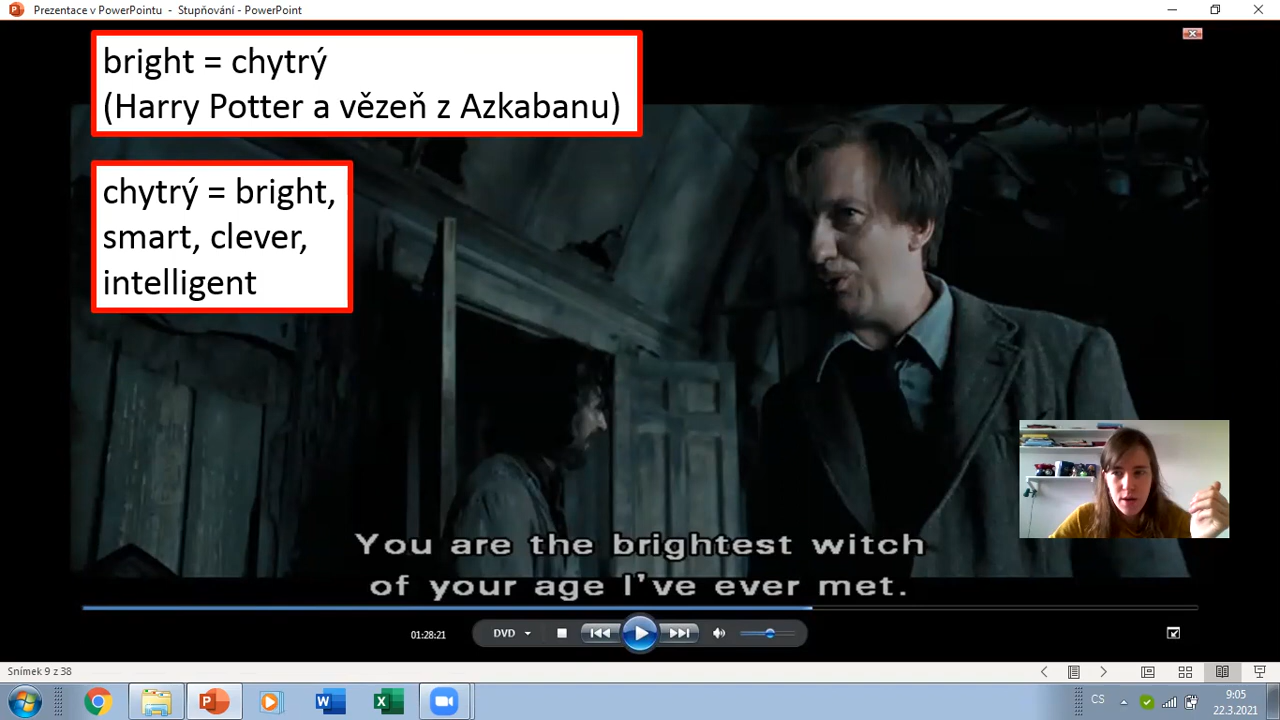 Prezentace v PowerPointu - Stupňování - PowerPoint
bright = chytrý
(Harry Potter a vězeň z Azkabanu)
chytrý = bright,
smart, clever,
intelligent
You are the brightest witch
of your age I've ever met.
01:28:21
DVD
Snímek 9 z 38
CS
9:05
22.3.2021